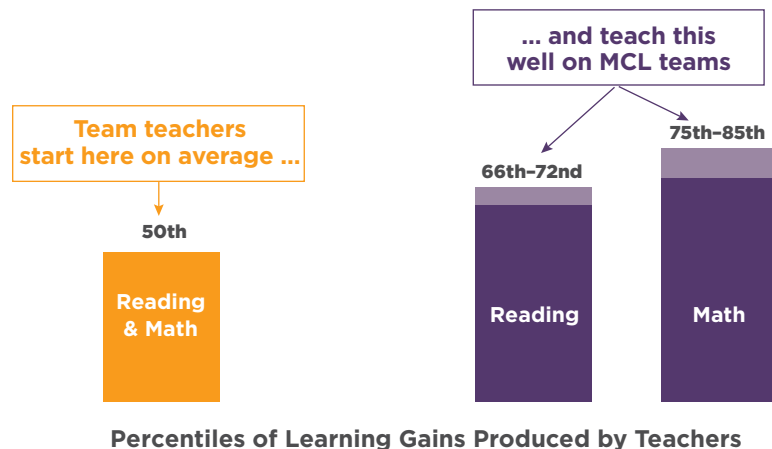 ... and teach this
well on MCL teams
Team teachers
start here on average ...
75th–85th
66th–72nd
50th
Reading
& Math
Reading
Math
Percentiles of Learning Gains Produced by Teachers